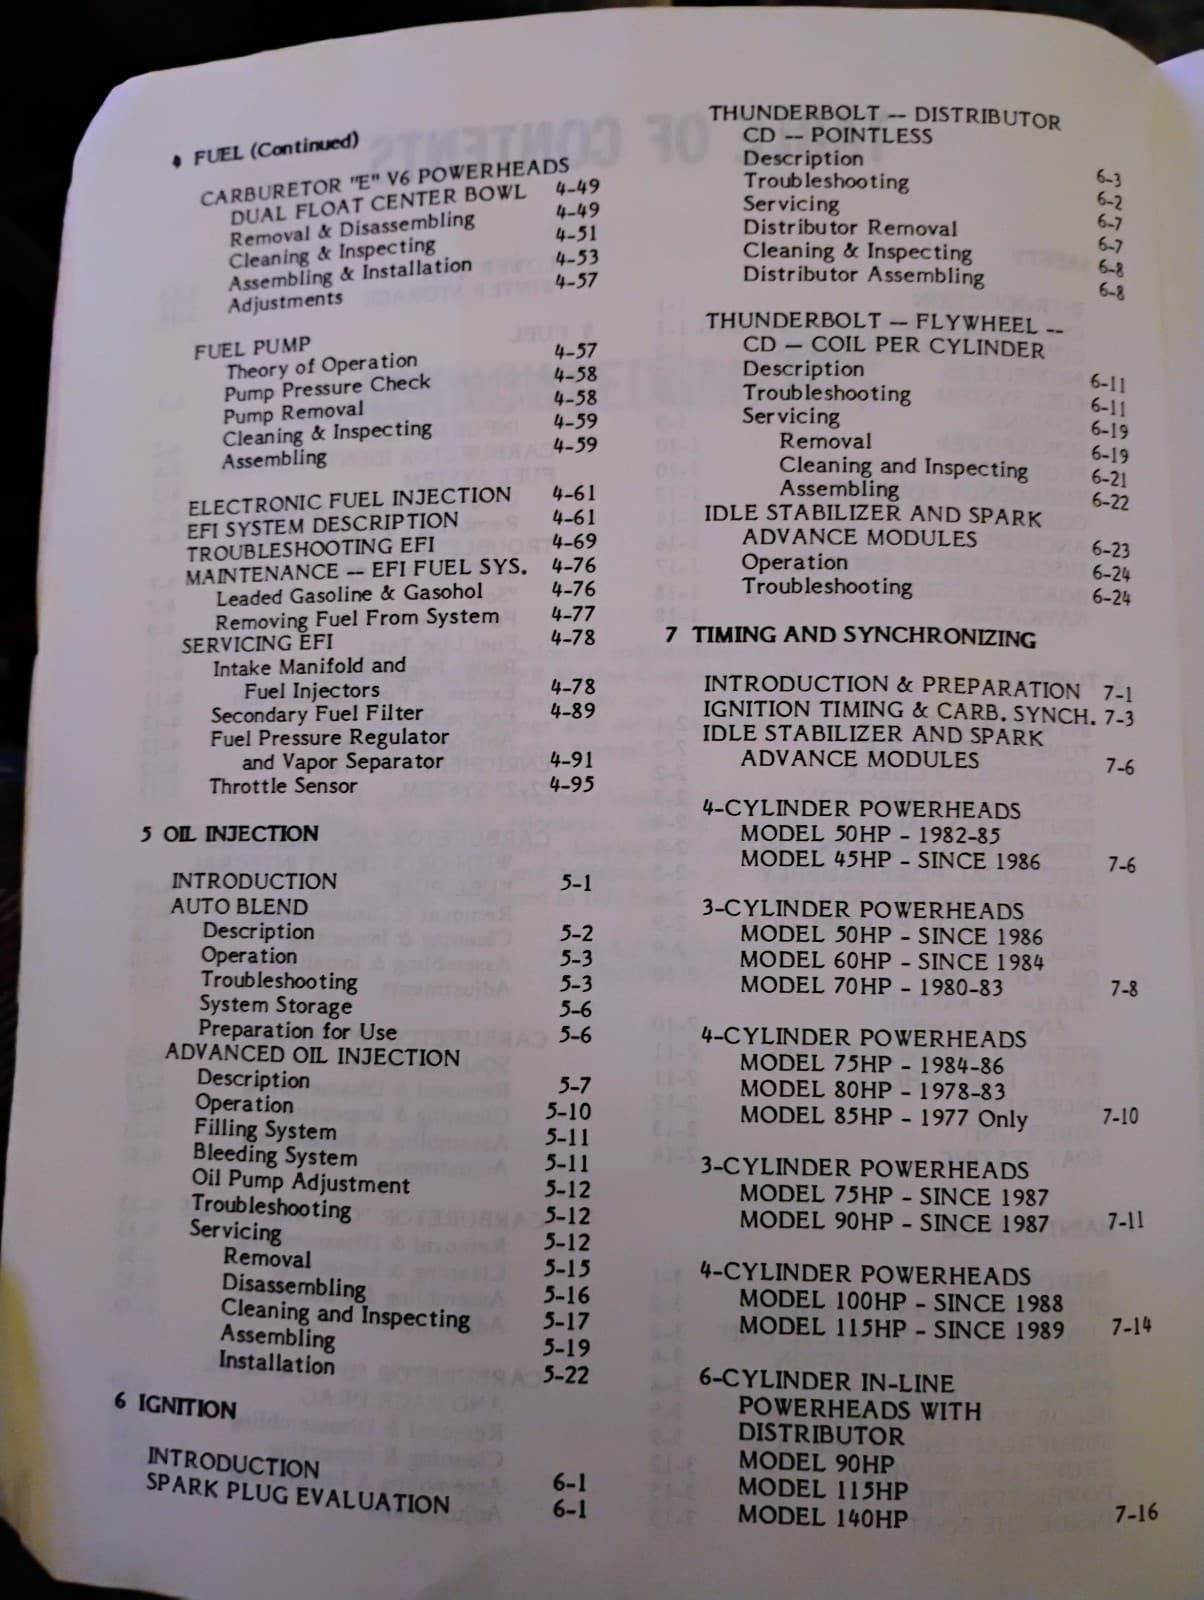 4 FUEL (Continued)
CARBURETOR "E" V6 POWERHEADS
DUAL FLOAT CENTER BOWL 4-49
Removal & Disassembling 4-49
Cleaning & Inspecting 4-51
Assembling & Installation 4-53
Adjustments 4-57
FUEL PUMP
Theory of Operation 4-57
Pump Pressure Check 4-58
Pump Removal 4-58
Cleaning & Inspecting 4-59
Assembling 4-59
ELECTRONIC FUEL INJECTION 4-61
EFI SYSTEM DESCRIPTION 4-61
TROUBLESHOOTING EFI 4-69
MAINTENANCE -- EFI FUEL SYS. 4-76
Leaded Gasoline & Gasohol 4-76
Removing Fuel From System 4-77
SERVICING EFI 4-78
Intake Manifold and
Fuel Injectors 4-78
Secondary Fuel Filter 4-89
Fuel Pressure Regulator
and Vapor Separator 4-91
Throttle Sensor 4-95
5 OIL INJECTION
INTRODUCTION 5-1
AUTO BLEND
Description 5-2
Operation 5-3
Troubleshooting 5-3
System Storage 5-6
Preparation for Use 5-6
ADVANCED OIL INJECTION
Description 5-7
Operation 5-10
Filling System 5-11
Bleeding System 5-11
Oil Pump Adjustment 5-12
Troubleshooting 5-12
Servicing 5-12
Removal 5-15
Disassembling 5-16
Cleaning and Inspecting 5-17
Assembling 5-19
Installation 5-22
6 IGNITION
INTRODUCTION 6-1
SPARK PLUG EVALUATION 6-1
THUNDERBOLT -- DISTRIBUTOR
CD -- POINTLESS
Description 6-3
Troubleshooting 6-2
Servicing 6-7
Distributor Removal 6-7
Cleaning & Inspecting 6-8
Distributor Assembling 6-8
THUNDERBOLT -- FLYWHEEL --
CD -- COIL PER CYLINDER
Description 6-11
Troubleshooting 6-11
Servicing 6-19
Removal 6-19
Cleaning and Inspecting 6-21
Assembling 6-22
IDLE STABILIZER AND SPARK
ADVANCE MODULES 6-23
Operation 6-24
Troubleshooting 6-24
7 TIMING AND SYNCHRONIZING
INTRODUCTION & PREPARATION 7-1
IGNITION TIMING & CARB. SYNCH. 7-3
IDLE STABILIZER AND SPARK
ADVANCE MODULES 7-6
4-CYLINDER POWERHEADS
MODEL 50HP - 1982-85
MODEL 45HP - SINCE 1986 7-6
3-CYLINDER POWERHEADS
MODEL 50HP - SINCE 1986
MODEL 60HP - SINCE 1984
MODEL 70HP - 1980-83 7-8
4-CYLINDER POWERHEADS
MODEL 75HP - 1984-86
MODEL 80HP - 1978-83
MODEL 85HP - 1977 Only 7-10
3-CYLINDER POWERHEADS
MODEL 75HP - SINCE 1987
MODEL 90HP - SINCE 1987 7-11
4-CYLINDER POWERHEADS
MODEL 100HP - SINCE 1988
MODEL 115HP - SINCE 1989 7-14
6-CYLINDER IN-LINE
POWERHEADS WITH
DISTRIBUTOR
MODEL 90HP
MODEL 115HP
MODEL 140HP 7-16